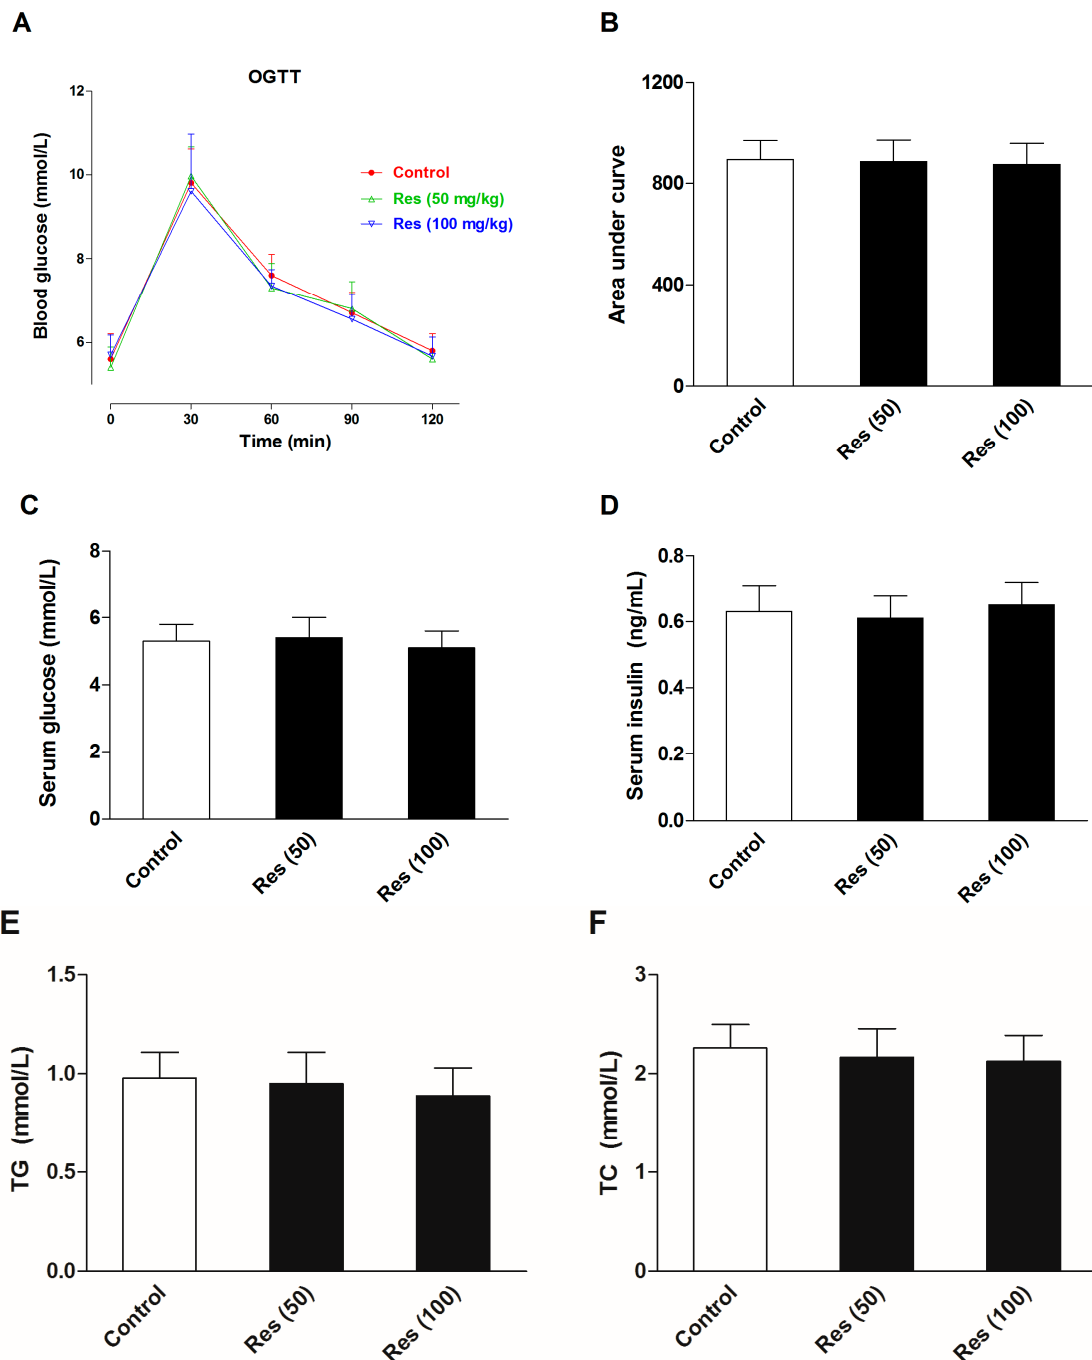 A
OGTT
Blood glucose (mmol/L)
12
10
8
6
0 30 60 90 120
Time (min)
Control
Res (50 mg/kg)
Res (100 mg/kg)
B
Area under curve
1200
800
400
0
Control Res (50) Res (100)
C
Serum glucose (mmol/L)
8
6
4
2
0
Control Res (50) Res (100)
D
Serum insulin (ng/mL)
0.8
0.6
0.4
0.2
0.0
Control Res (50) Res (100)
E
TG (mmol/L)
1.5
1.0
0.5
0.0
Control Res (50) Res (100)
F
TC (mmol/L)
3
2
1
0
Control Res (50) Res (100)